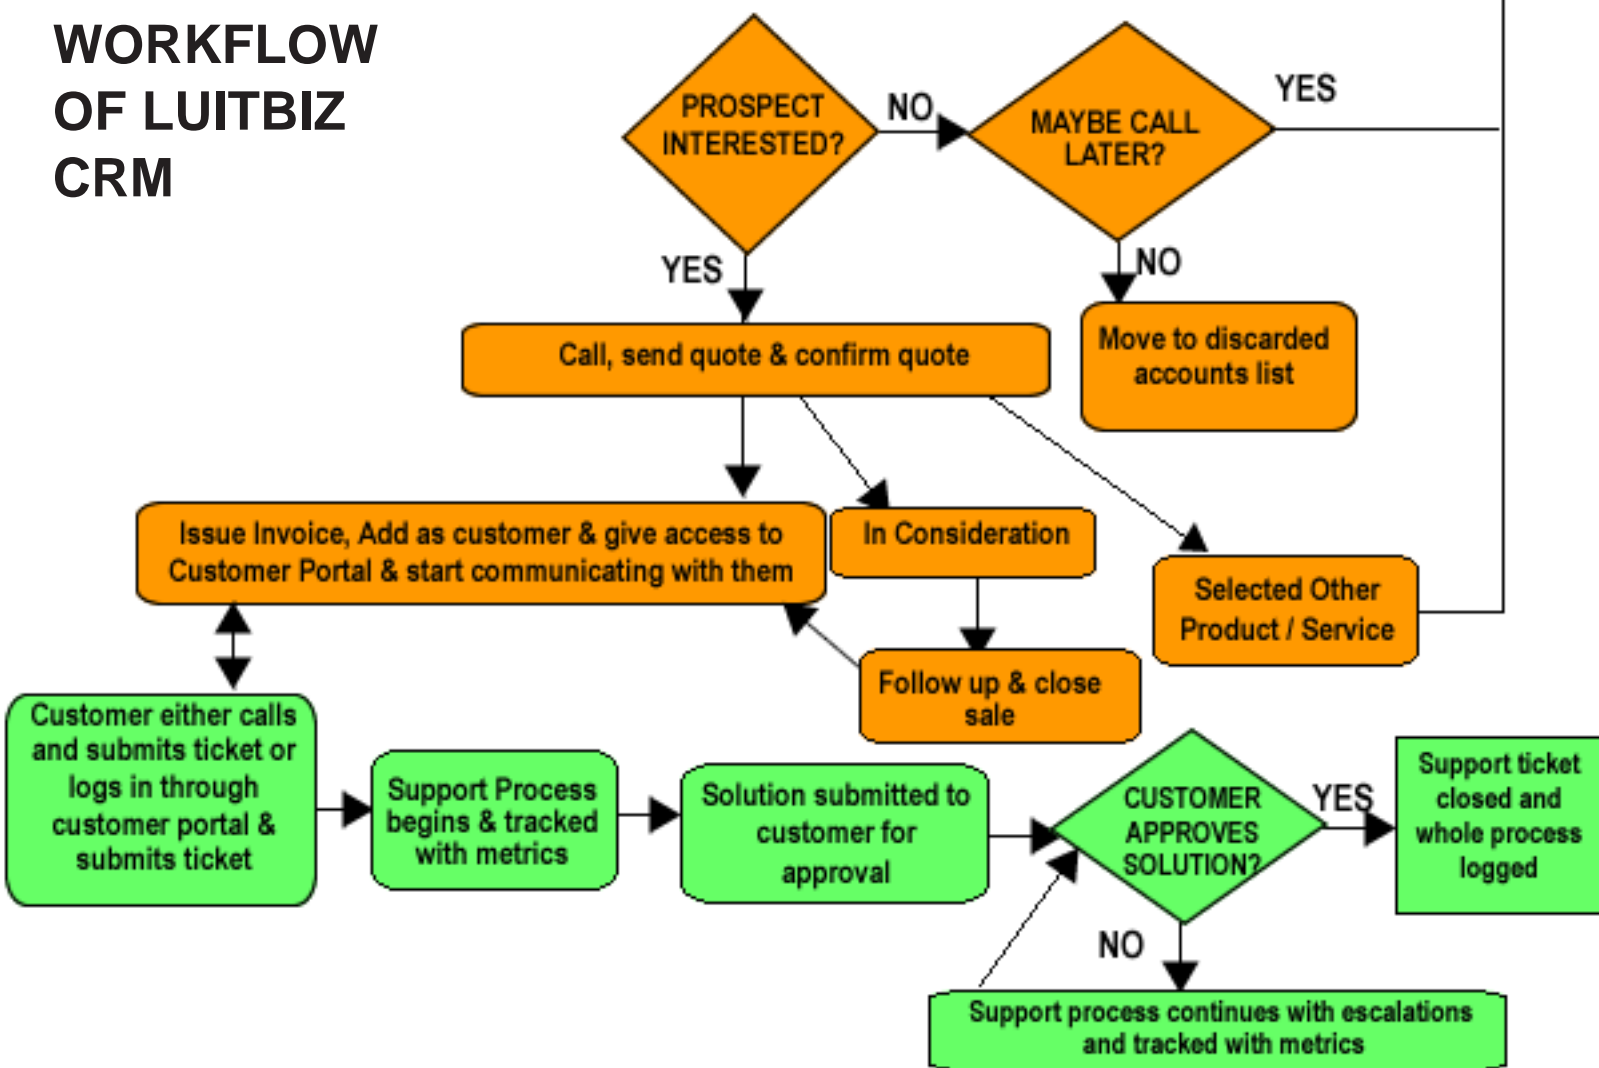 WORKFLOW
OF LUITBIZ
CRM
PROSPECT
INTERESTED?
NO
MAYBE CALL
LATER?
YES
YES
NO
Call, send quote & confirm quote
Move to discarded
accounts list
Issue Invoice, Add as customer & give access to
Customer Portal & start communicating with them
In Consideration
Selected Other
Product / Service
Follow up & close
sale
Customer either calls
and submits ticket or
logs in through
customer portal &
submits ticket
Support Process
begins & tracked
with metrics
Solution submitted to
customer for
approval
CUSTOMER
APPROVES
SOLUTION?
YES
Support ticket
closed and
whole process
logged
NO
Support process continues with escalations
and tracked with metrics